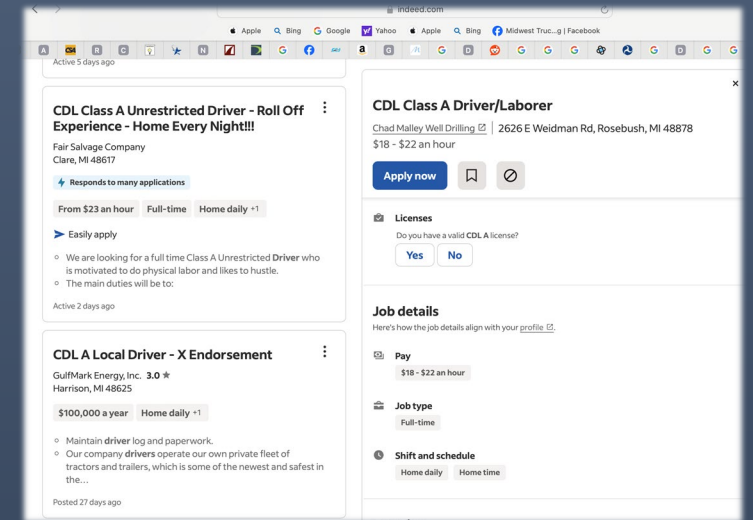 indeed.com
Apple Bing Google Yahoo Apple Bing Midwest Truc...g | Facebook
Active 5 days ago
CDL Class A Unrestricted Driver - Roll Off
Experience - Home Every Night!!!
Fair Salvage Company
Clare, MI 48617
Responds to many applications
From $23 an hour Full-time Home daily +1
Easily apply
We are looking for a full time Class A Unrestricted Driver who
is motivated to do physical labor and likes to hustle.
The main duties will be to:
Active 2 days ago
CDL A Local Driver - X Endorsement
GulfMark Energy, Inc. 3.0
Harrison, MI 48625
$100,000 a year Home daily +1
Maintain driver log and paperwork.
Our company drivers operate our own private fleet of
tractors and trailers, which is some of the newest and safest in
the...
Posted 27 days ago
CDL Class A Driver/Laborer
Chad Malley Well Drilling | 2626 E Weidman Rd, Rosebush, MI 48878
$18 - $22 an hour
Apply now
Licenses
Do you have a valid CDL A license?
Yes No
Job details
Here's how the job details align with your profile.
Pay
$18 - $22 an hour
Job type
Full-time
Shift and schedule
Home daily Home time